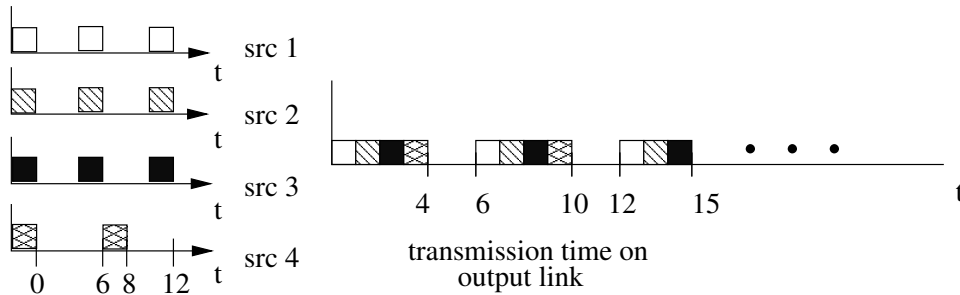 src 1
t
src 2
t
src 3
t
src 4
t
0 6 8 12
4 6 10 12 15
t
transmission time on
output link